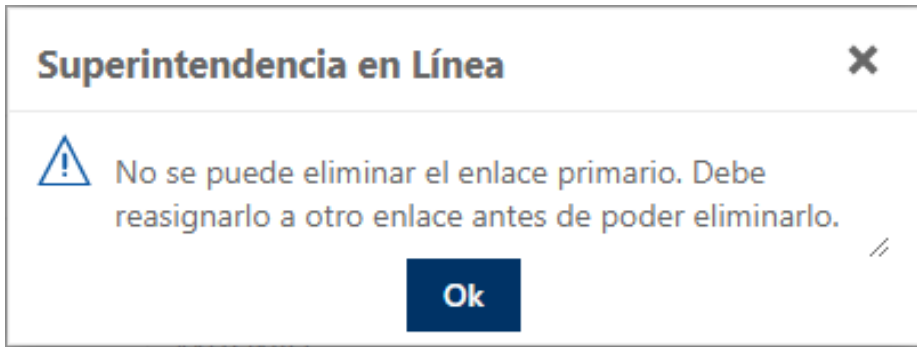 Superintendencia en Línea
No se puede eliminar el enlace primario. Debe
reasignarlo a otro enlace antes de poder eliminarlo.
Ok